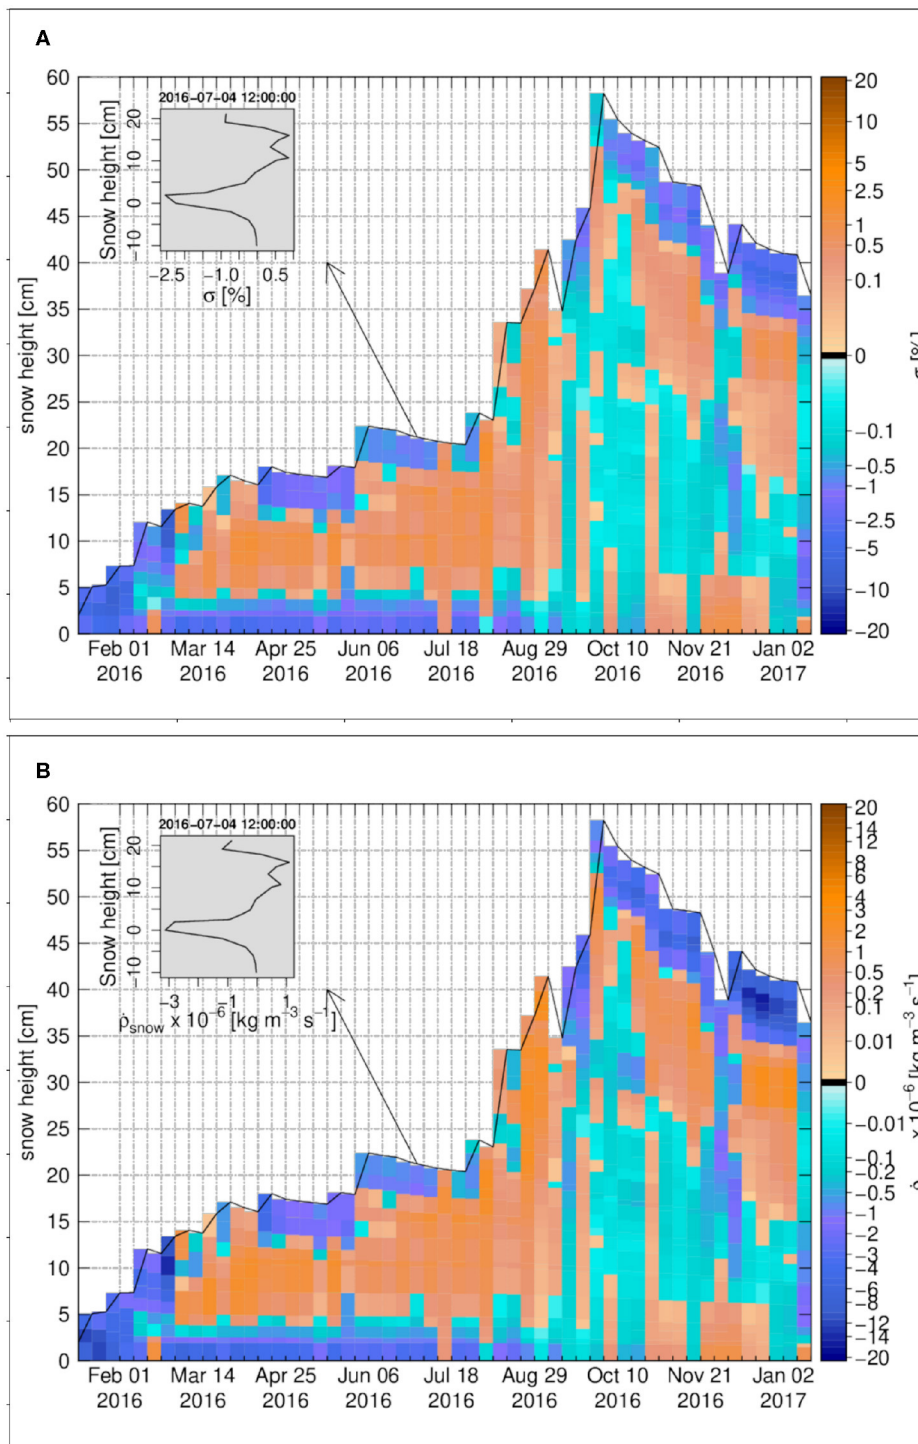 A
60
55
50
45
40
35
30
25
20
15
10
5
0
snow height [cm]
2016−07−04 12:00:00
Snow height [cm]
20
10
0
−10
−2.5 −1.0 0.5
σ [%]
Feb 01 2016
Mar 14 2016
Apr 25 2016
Jun 06 2016
Jul 18 2016
Aug 29 2016
Oct 10 2016
Nov 21 2016
Jan 02 2017
20
10
5
2.5
1
0.5
0.1
0
−0.1
−0.5
−1
−2.5
−5
−10
−20
σ [%]
B
60
55
50
45
40
35
30
25
20
15
10
5
0
snow height [cm]
2016−07−04 12:00:00
Snow height [cm]
20
10
0
−10
−3 −1 1
ρ̇snow x 10⁻⁶ [kg m⁻³ s⁻¹]
Feb 01 2016
Mar 14 2016
Apr 25 2016
Jun 06 2016
Jul 18 2016
Aug 29 2016
Oct 10 2016
Nov 21 2016
Jan 02 2017
20
14
12
8
6
4
3
2
1
0.5
0.2
0.1
0.01
0
−0.01
−0.1
−0.2
−0.5
−1
−2
−3
−4
−6
−8
−12
−14
−20
x 10⁻⁶ [kg m⁻³ s⁻¹]